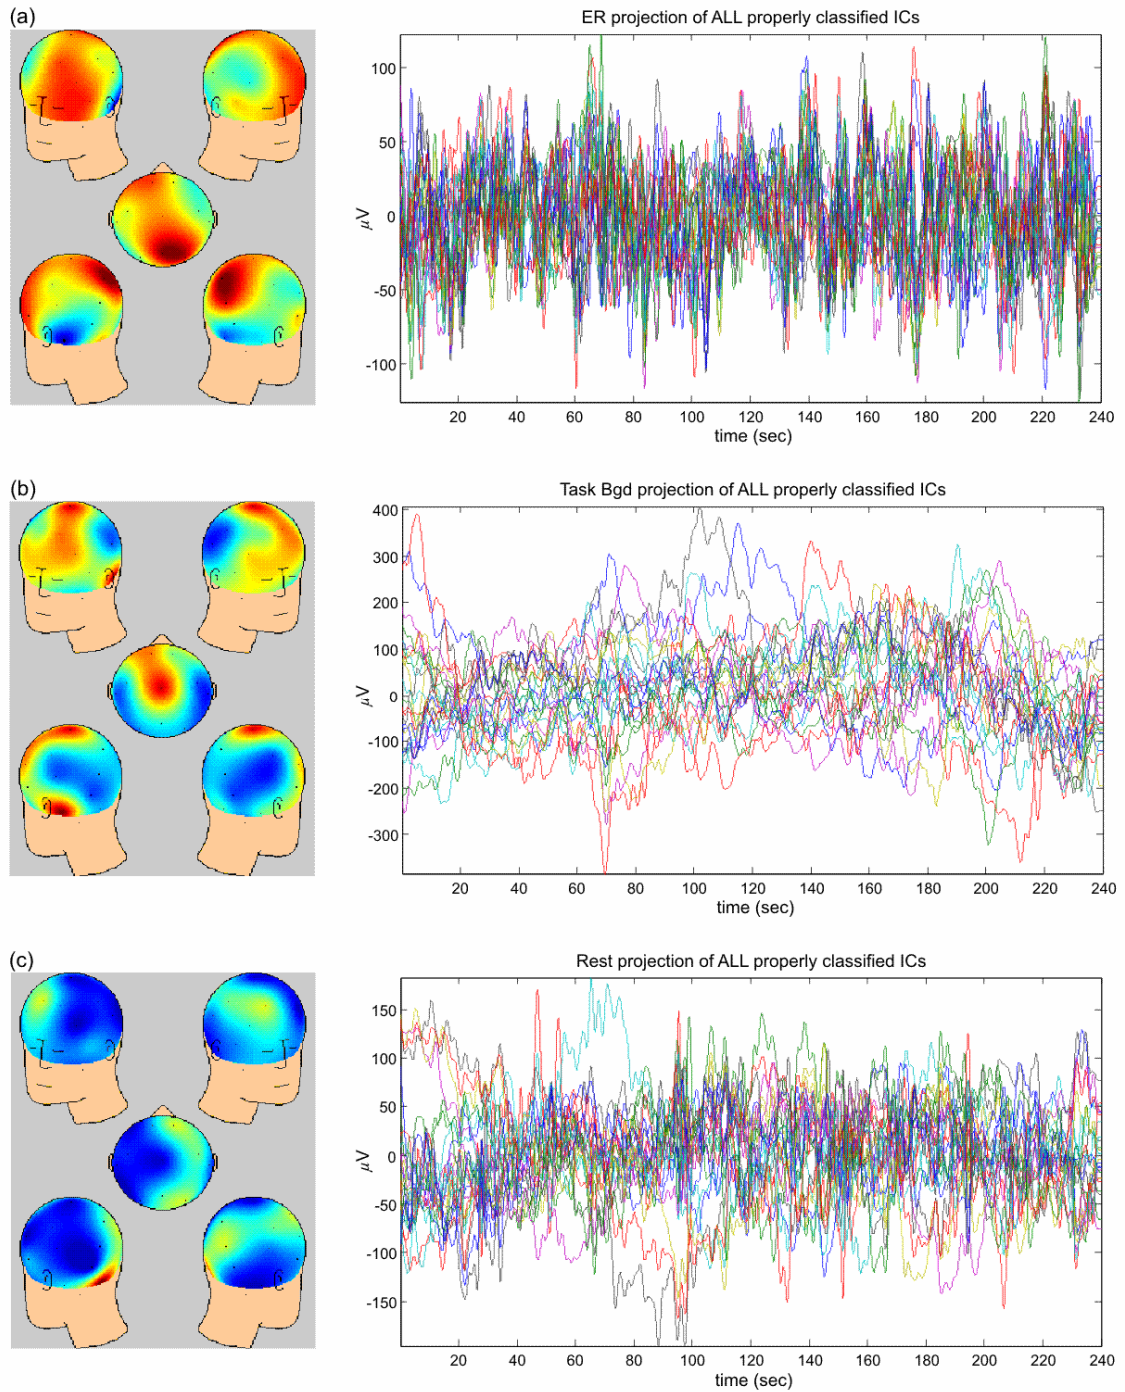 (a)
ER projection of ALL properly classified ICs
100
50
0
-50
-100
μV
20 40 60 80 100 120 140 160 180 200 220 240
time (sec)
(b)
Task Bgd projection of ALL properly classified ICs
400
300
200
100
0
-100
-200
-300
μV
20 40 60 80 100 120 140 160 180 200 220 240
time (sec)
(c)
Rest projection of ALL properly classified ICs
150
100
50
0
-50
-100
-150
μV
20 40 60 80 100 120 140 160 180 200 220 240
time (sec)